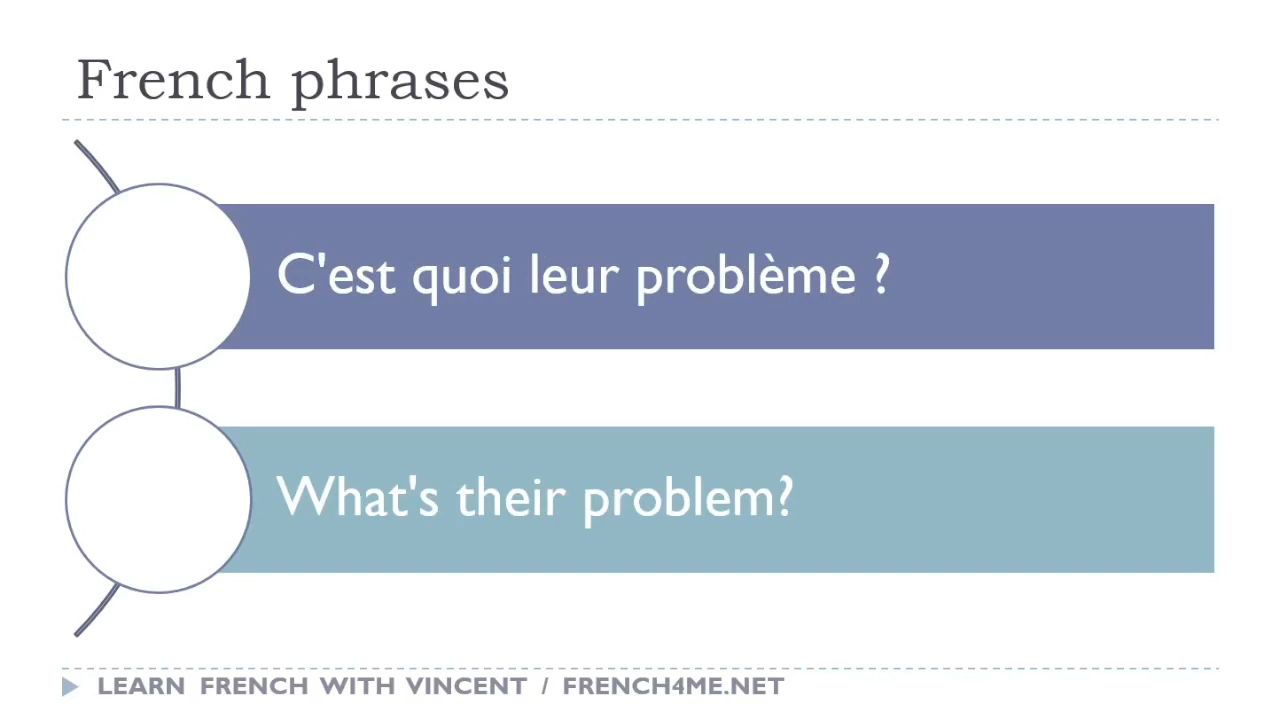 French phrases
C'est quoi leur problème ?
What's their problem?
LEARN FRENCH WITH VINCENT / FRENCH4ME.NET